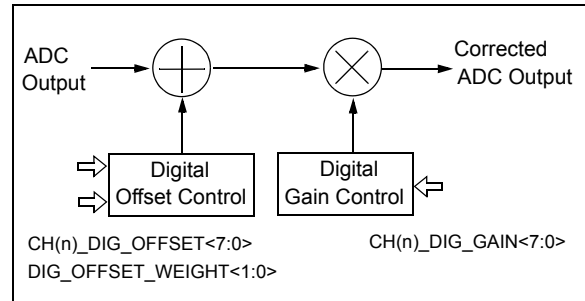 ADC
Output
Corrected
ADC Output
Digital
Offset Control
Digital
Gain Control
CH(n)_DIG_OFFSET<7:0>
DIG_OFFSET_WEIGHT<1:0>
CH(n)_DIG_GAIN<7:0>